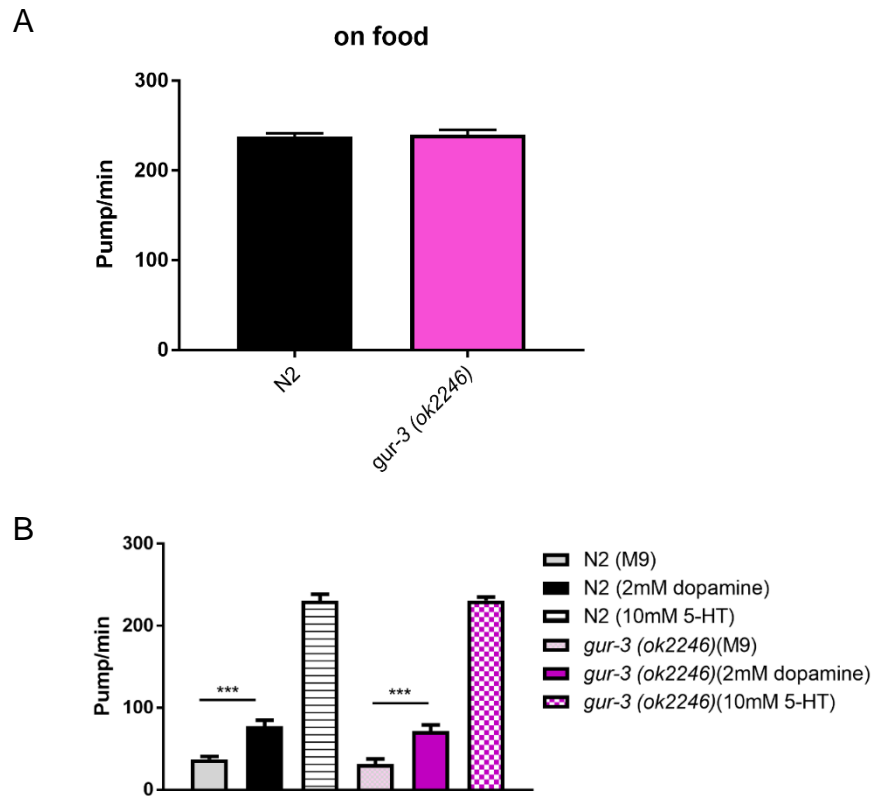 A
on food
300
200
100
0
Pump/min
N2
gur-3 (ok2246)
B
300
200
100
0
Pump/min
***
***
N2 (M9)
N2 (2mM dopamine)
N2 (10mM 5-HT)
gur-3 (ok2246)(M9)
gur-3 (ok2246)(2mM dopamine)
gur-3 (ok2246)(10mM 5-HT)